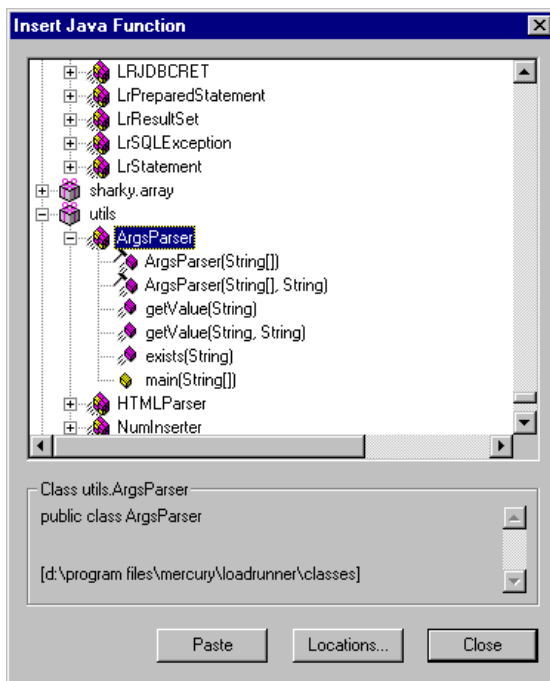 Insert Java Function
LRJDBCRET
LrPreparedStatement
LrResultSet
LrSQLException
LrStatement
sharky.array
utils
ArgsParser
ArgsParser(String[])
ArgsParser(String[], String)
getValue(String)
getValue(String, String)
exists(String)
main(String[])
HTMLParser
NumInserter
Class utils.ArgsParser
public class ArgsParser
[d:\program files\mercury\loadrunner\classes]
Paste Locations... Close